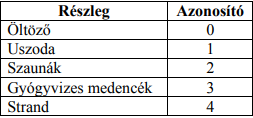 Részleg Azonosító
Öltöző 0
Uszoda 1
Szaunák 2
Gyógyvizes medencék 3
Strand 4